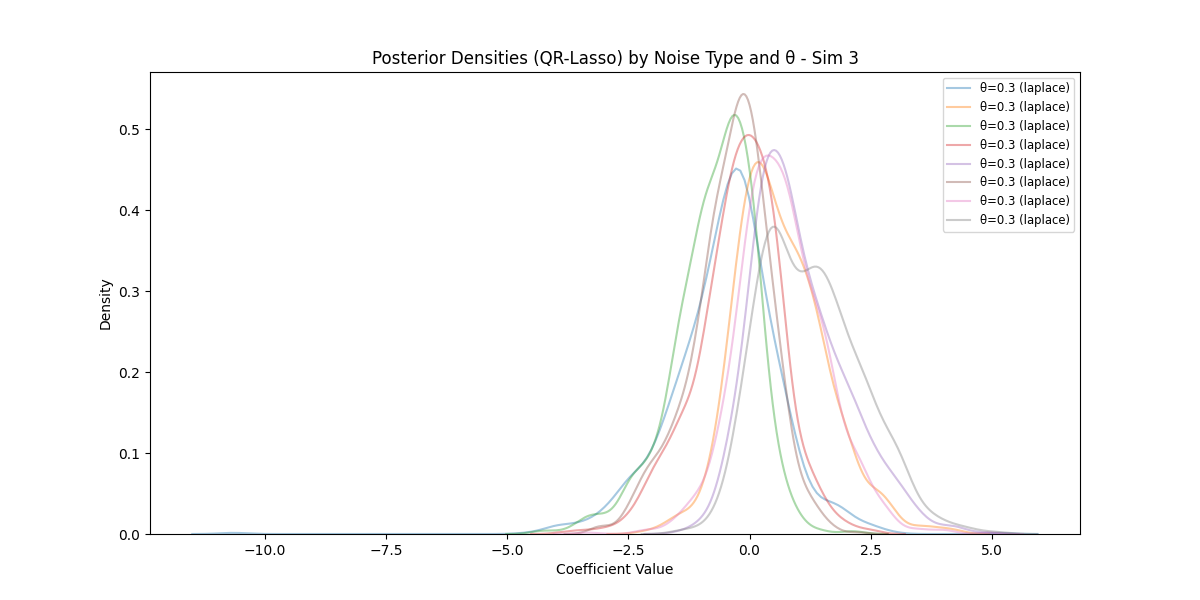 Posterior Densities (QR-Lasso) by Noise Type and θ - Sim 3
θ=0.3 (laplace)
θ=0.3 (laplace)
θ=0.3 (laplace)
θ=0.3 (laplace)
θ=0.3 (laplace)
θ=0.3 (laplace)
θ=0.3 (laplace)
θ=0.3 (laplace)
Density
0.5
0.4
0.3
0.2
0.1
0.0
−10.0 −7.5 −5.0 −2.5 0.0 2.5 5.0
Coefficient Value